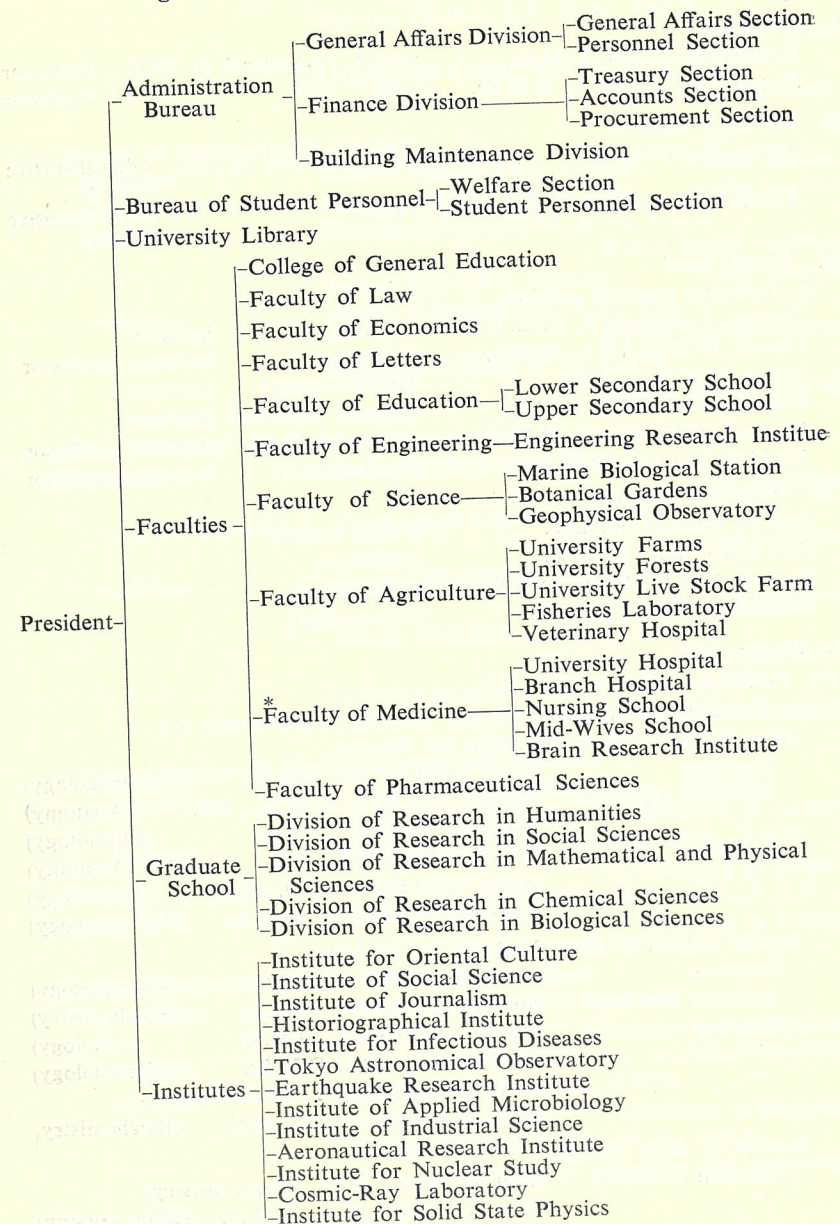 General Affairs Section
General Affairs Division
Personnel Section
Administration Bureau
Treasury Section
Finance Division
Accounts Section
Procurement Section
Building Maintenance Division
Welfare Section
Bureau of Student Personnel
Student Personnel Section
University Library
College of General Education
Faculty of Law
Faculty of Economics
Faculty of Letters
Lower Secondary School
Faculty of Education
Upper Secondary School
Faculty of Engineering—Engineering Research Institue
Marine Biological Station
Faculty of Science
Botanical Gardens
Geophysical Observatory
Faculties
University Farms
University Forests
Faculty of Agriculture
University Live Stock Farm
Fisheries Laboratory
President
Veterinary Hospital
University Hospital
Branch Hospital
*Faculty of Medicine
Nursing School
Mid-Wives School
Brain Research Institute
Faculty of Pharmaceutical Sciences
Division of Research in Humanities
Division of Research in Social Sciences
Graduate School
Division of Research in Mathematical and Physical
Sciences
Division of Research in Chemical Sciences
Division of Research in Biological Sciences
Institute for Oriental Culture
Institute of Social Science
Institute of Journalism
Historiographical Institute
Institute for Infectious Diseases
Tokyo Astronomical Observatory
Institutes
Earthquake Research Institute
Institute of Applied Microbiology
Institute of Industrial Science
Aeronautical Research Institute
Institute for Nuclear Study
Cosmic-Ray Laboratory
Institute for Solid State Physics